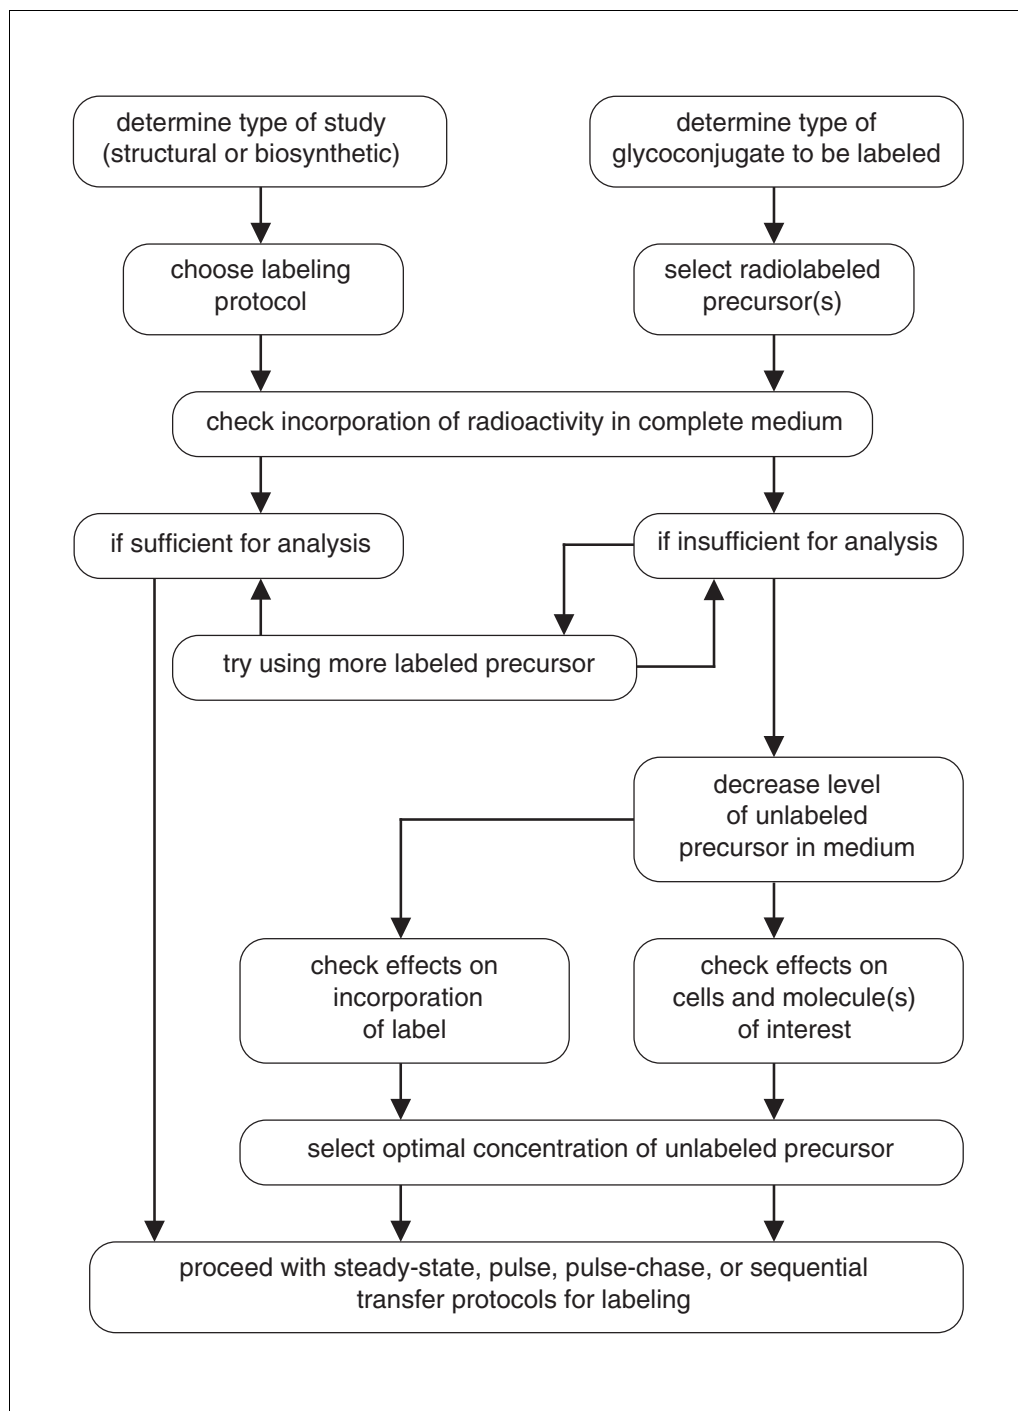 determine type of study
(structural or biosynthetic)
determine type of
glycoconjugate to be labeled
choose labeling
protocol
select radiolabeled
precursor(s)
check incorporation of radioactivity in complete medium
if sufficient for analysis
if insufficient for analysis
try using more labeled precursor
decrease level
of unlabeled
precursor in medium
check effects on
incorporation
of label
check effects on
cells and molecule(s)
of interest
select optimal concentration of unlabeled precursor
proceed with steady-state, pulse, pulse-chase, or sequential
transfer protocols for labeling